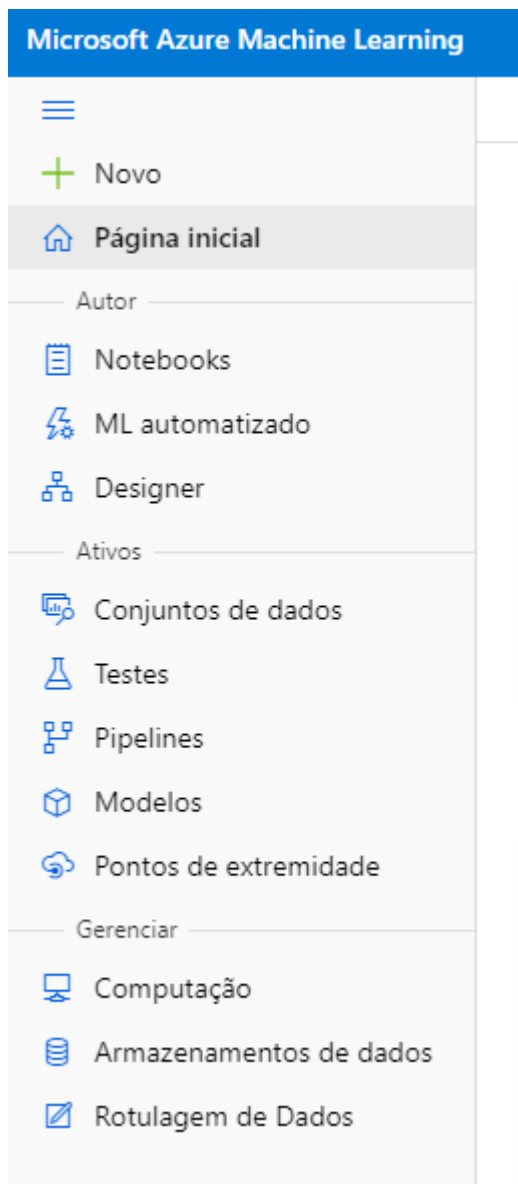 Microsoft Azure Machine Learning
Novo
Página inicial
Autor
Notebooks
ML automatizado
Designer
Ativos
Conjuntos de dados
Testes
Pipelines
Modelos
Pontos de extremidade
Gerenciar
Computação
Armazenamentos de dados
Rotulagem de Dados